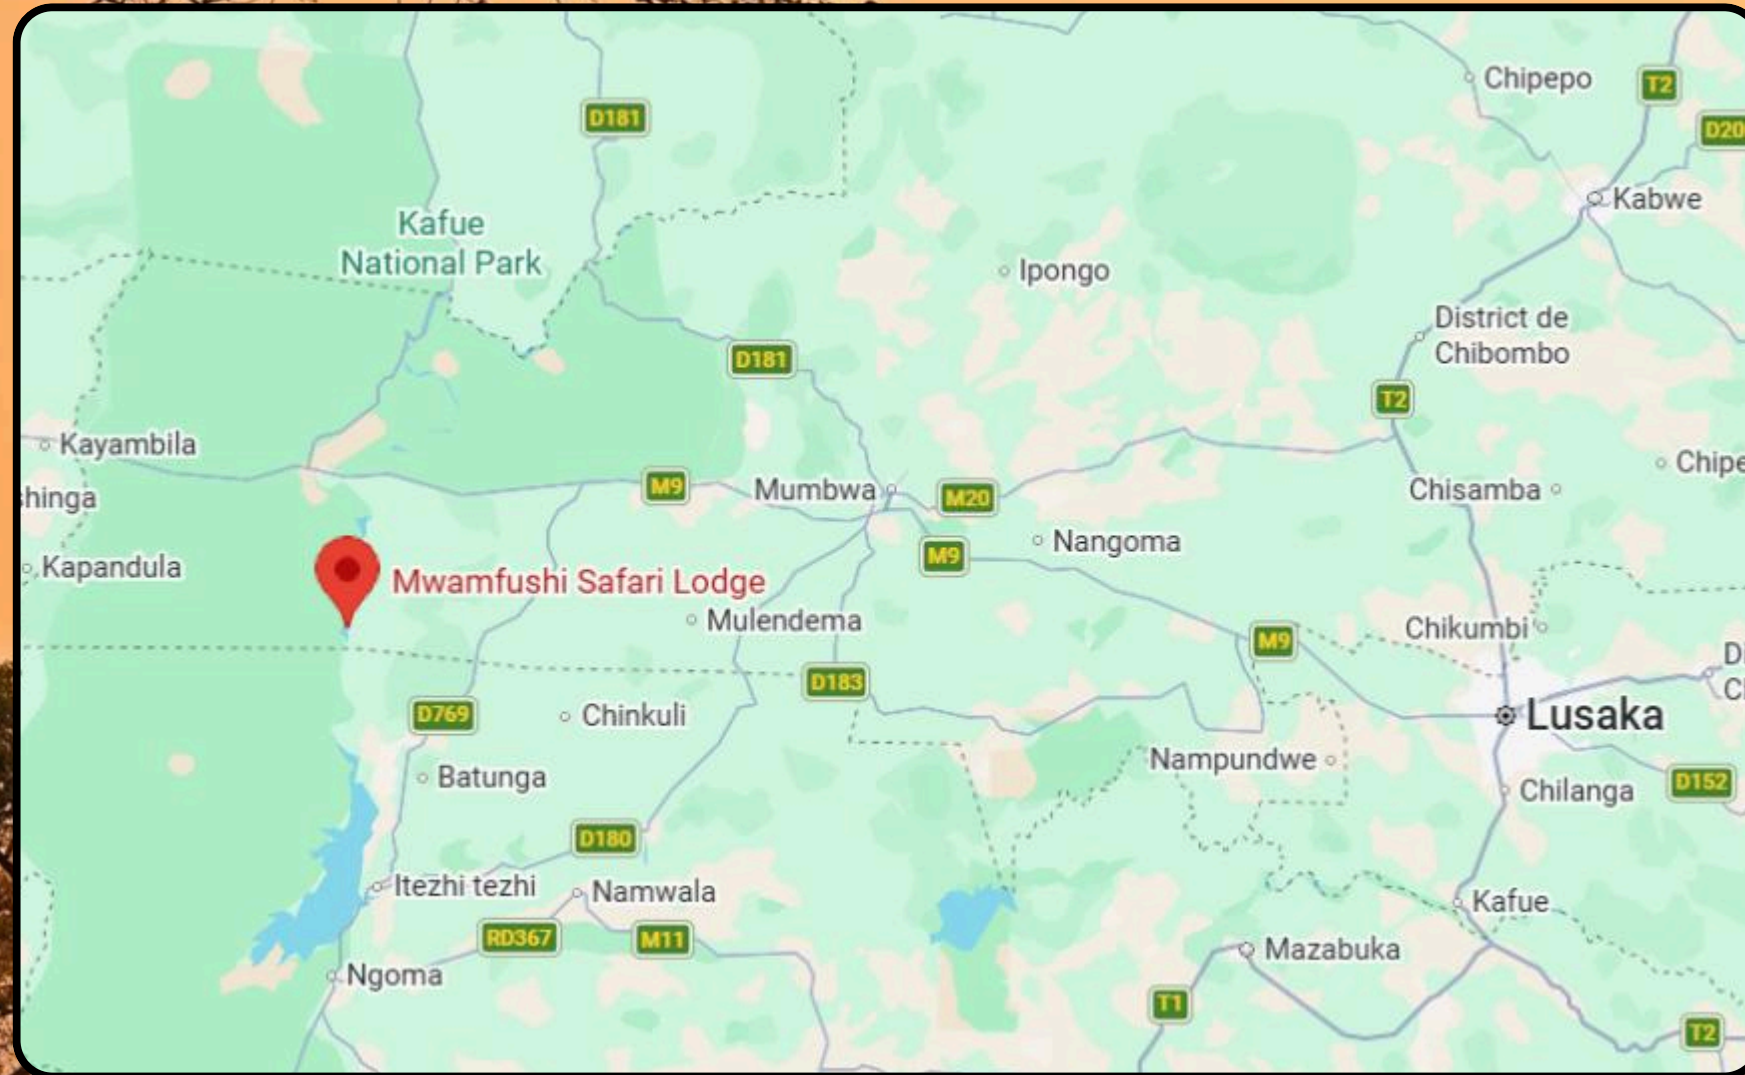 Chipepo
T2
D181
D20
Kabwe
Kafue
National Park
Ipongo
District de
Chibombo
D181
T2
Kayambila
Chipe
M9
Mumbwa
M20
Chisamba
shinga
Nangoma
M9
Kapandula
Mwamfushi Safari Lodge
Mulendema
M9
Chikumbi
Di
D183
D769
Chinkuli
Lusaka
Nampundwe
Batunga
D152
Chilanga
D180
Itezhi tezhi
Namwala
Kafue
RD367
M11
Mazabuka
Ngoma
T1
T2